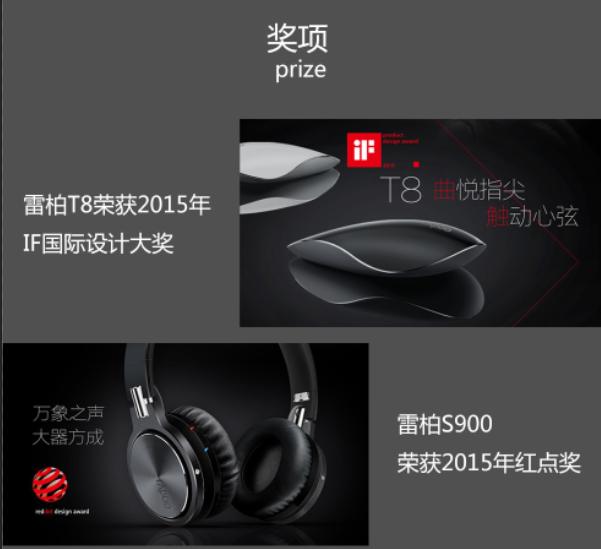 奖项
prize
雷柏T8荣获2015年
IF国际设计大奖
iF
product
design award
2015
T8 曲悦指尖
触动心弦
万象之声
大器方成
rapoo
reddot design award
雷柏S900
荣获2015年红点奖